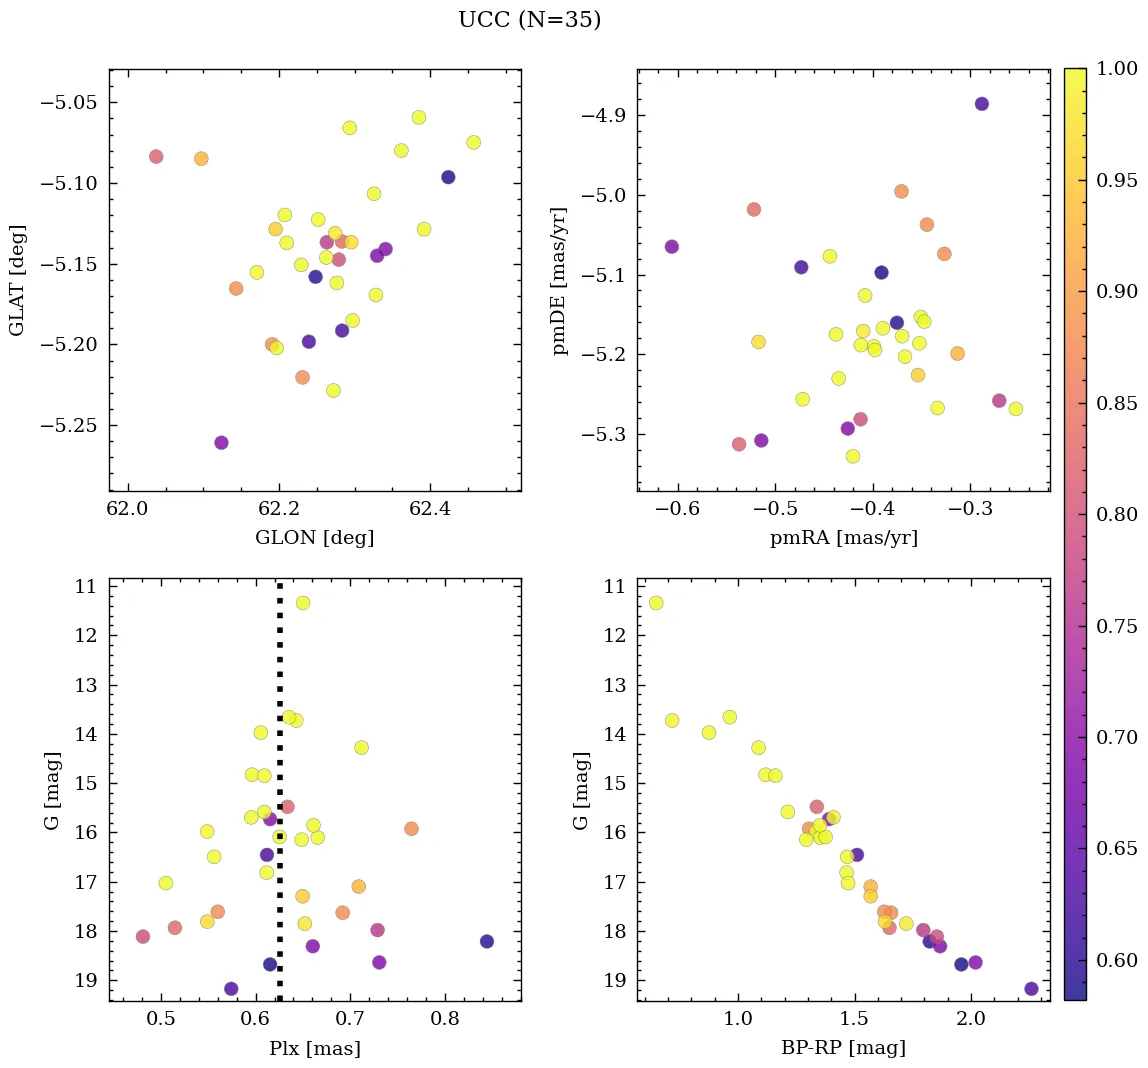 UCC (N=35)
−5.05
−5.10
−5.15
−5.20
−5.25
GLAT [deg]
62.0 62.2 62.4
GLON [deg]
−4.9
−5.0
−5.1
−5.2
−5.3
pmDE [mas/yr]
−0.6 −0.5 −0.4 −0.3
pmRA [mas/yr]
11
12
13
14
15
16
17
18
19
G [mag]
0.5 0.6 0.7 0.8
Plx [mas]
11
12
13
14
15
16
17
18
19
G [mag]
1.0 1.5 2.0
BP-RP [mag]
1.00
0.95
0.90
0.85
0.80
0.75
0.70
0.65
0.60